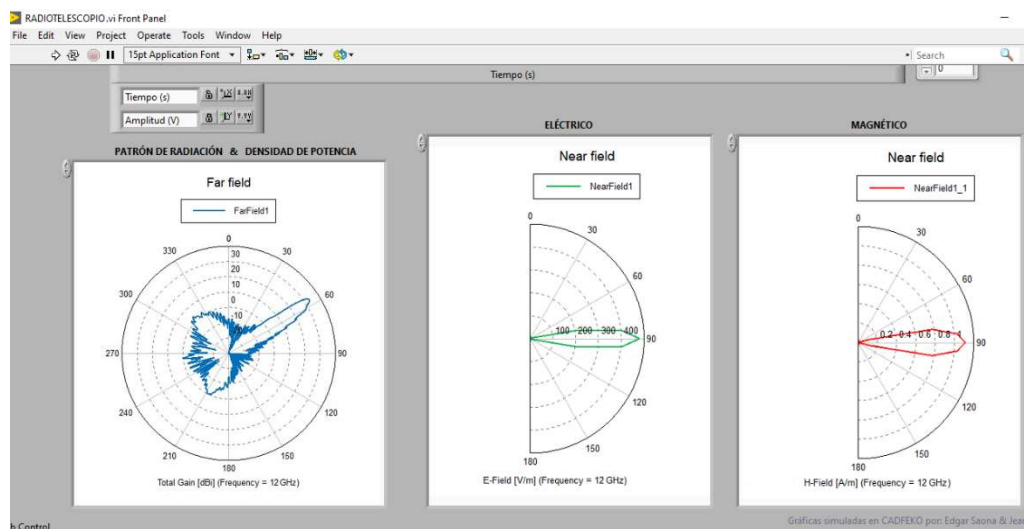 RADIOTELESCOPIO.vi Front Panel
File Edit View Project Operate Tools Window Help
15pt Application Font
Search
Tiempo (s)
0
Tiempo (s)
Amplitud (V)
PATRÓN DE RADIACIÓN & DENSIDAD DE POTENCIA
Far field
FarField1
0
30
60
90
120
150
180
210
240
270
300
330
30
20
10
0
-10
Total Gain [dBi] (Frequency = 12 GHz)
ELÉCTRICO
Near field
NearField1
0
30
60
90
120
150
180
100 200 300 400
E-Field [V/m] (Frequency = 12 GHz)
MAGNÉTICO
Near field
NearField1_1
0
30
60
90
120
150
180
0.2 0.4 0.6 0.8 1
H-Field [A/m] (Frequency = 12 GHz)
Gráficas simuladas en CADFEKO por: Edgar Saona & Jea
Control